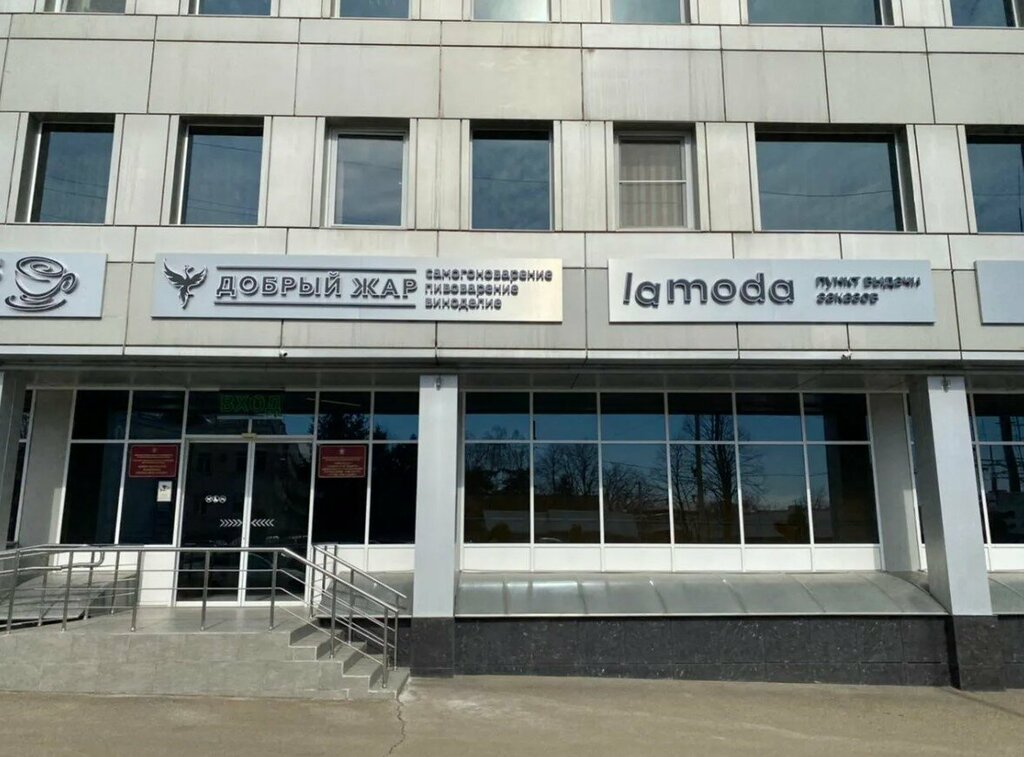 ДОБРЫЙ ЖАР
самогоноварение
пивоварение
виноделие
lamoda
пункт выдачи
заказов
ВХОД